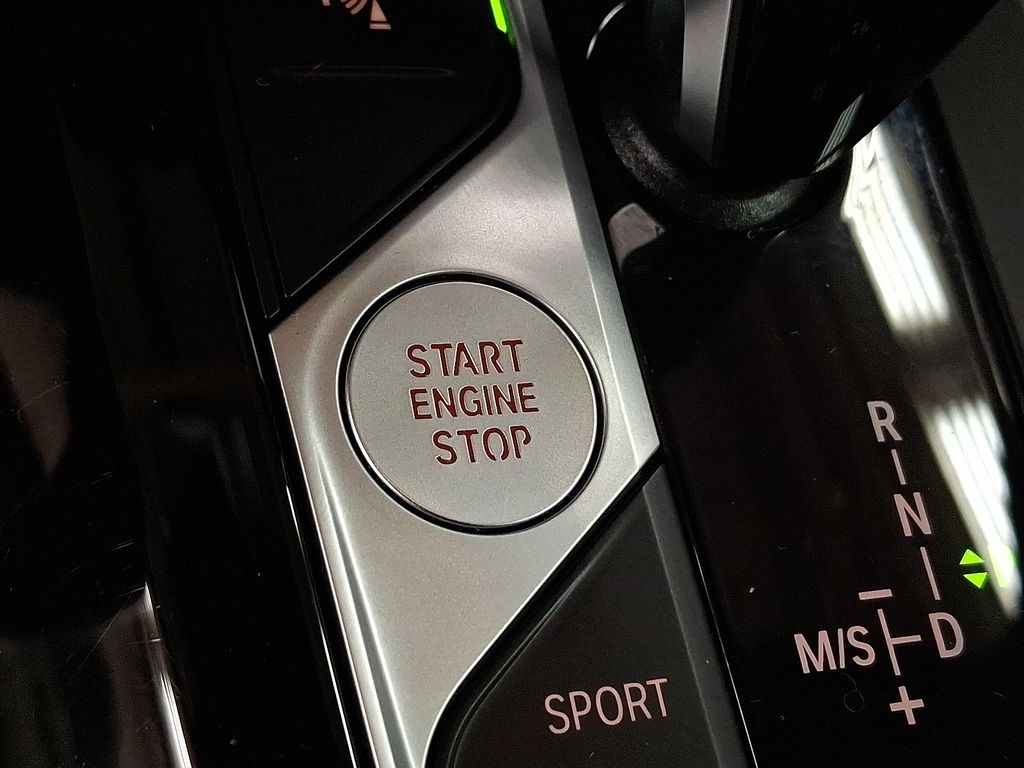 START
ENGINE
STOP
SPORT
R
N
D
M/S
−
+